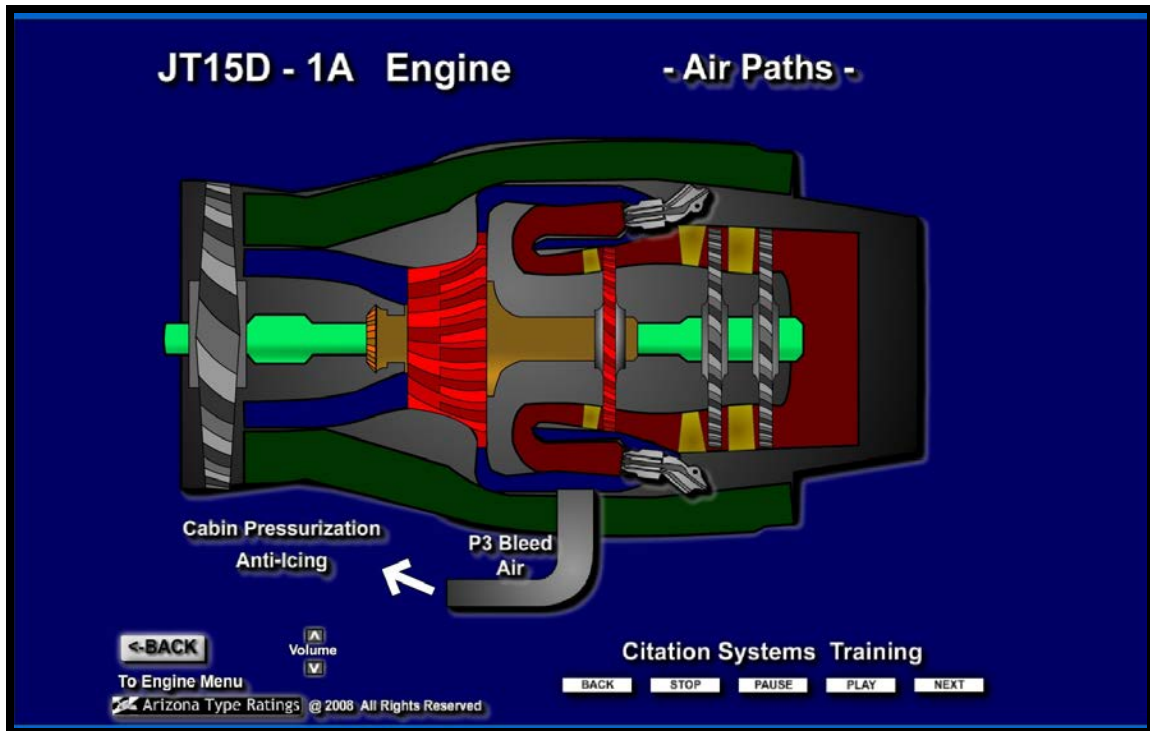 JT15D - 1A Engine
- Air Paths -
Cabin Pressurization
Anti-Icing
P3 Bleed
Air
<-BACK
To Engine Menu
Volume
Citation Systems Training
BACK STOP PAUSE PLAY NEXT
Arizona Type Ratings @ 2008 All Rights Reserved